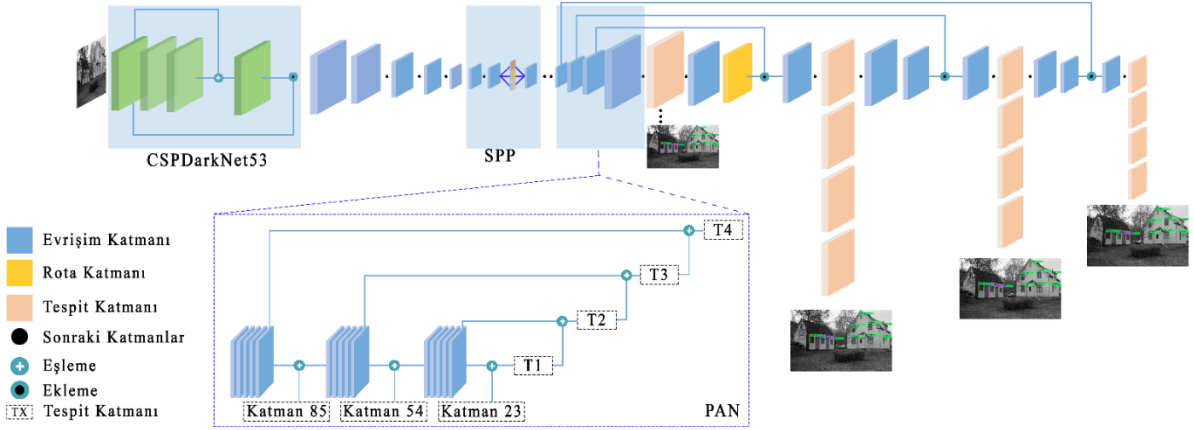 CSPDarkNet53
SPP
Evrişim Katmanı
Rota Katmanı
Tespit Katmanı
Sonraki Katmanlar
Eşleme
Ekleme
TX Tespit Katmanı
T4
T3
T2
T1
Katman 85
Katman 54
Katman 23
PAN